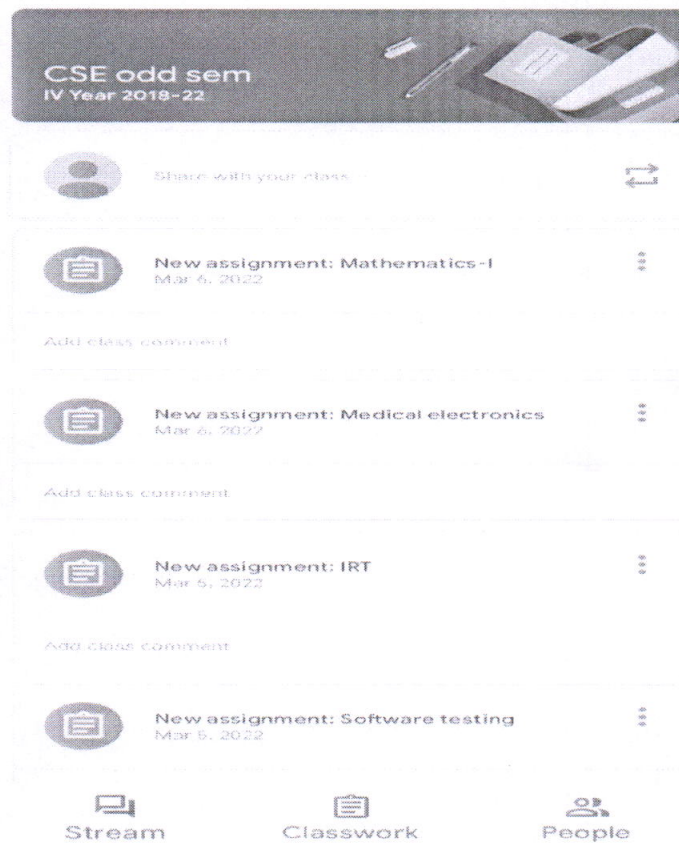 CSE odd sem
IV Year 2018-22
Share with your class
New assignment: Mathematics-I
Mar 6, 2022
Add class comment
New assignment: Medical electronics
Mar 6, 2022
Add class comment
New assignment: IRT
Mar 5, 2022
Add class comment
New assignment: Software testing
Mar 5, 2022
Stream
Classwork
People